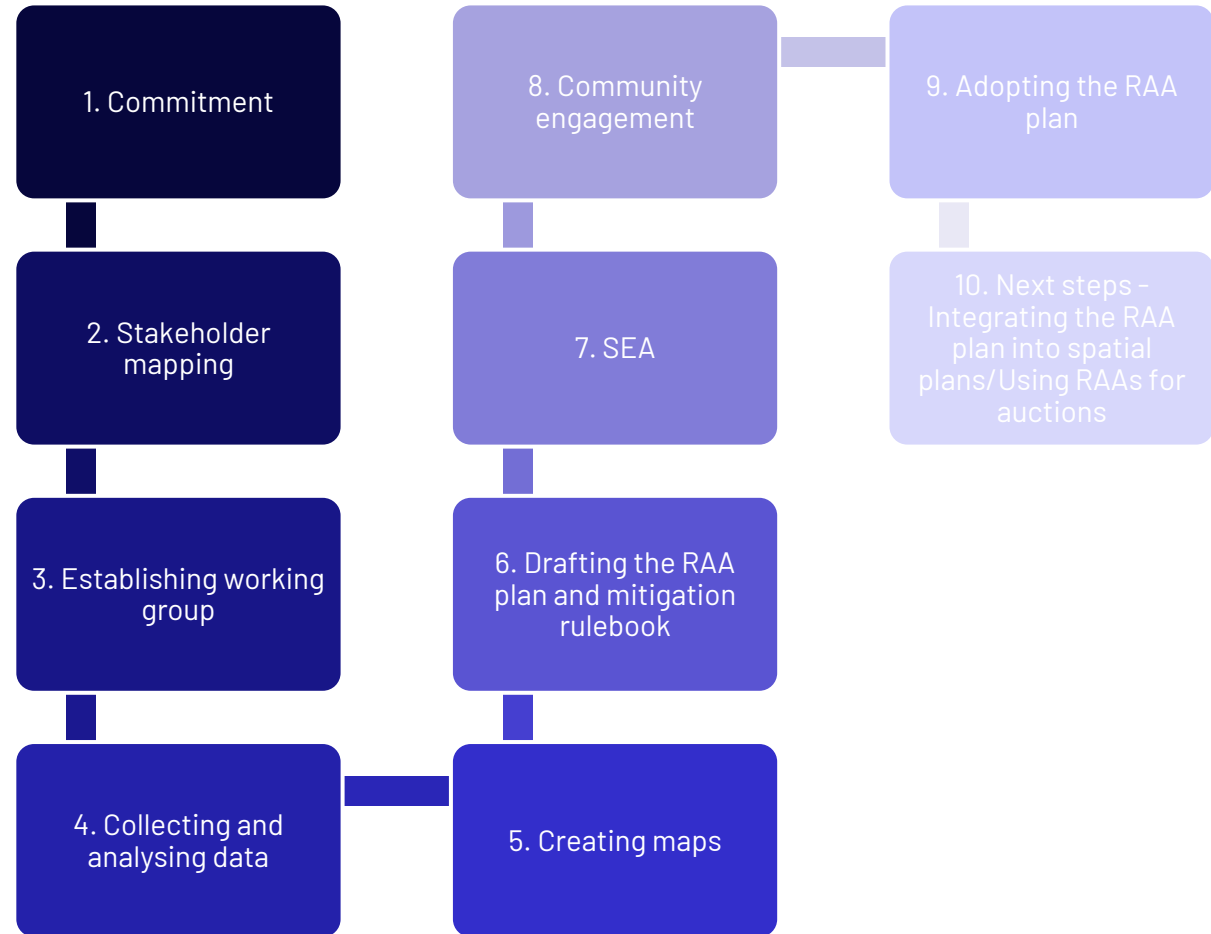 1. Commitment
2. Stakeholder
mapping
3. Establishing working
group
4. Collecting and
analysing data
5. Creating maps
6. Drafting the RAA
plan and mitigation
rulebook
7. SEA
8. Community
engagement
9. Adopting the RAA
plan
10. Next steps -
Integrating the RAA
plan into spatial
plans/Using RAAs for
auctions